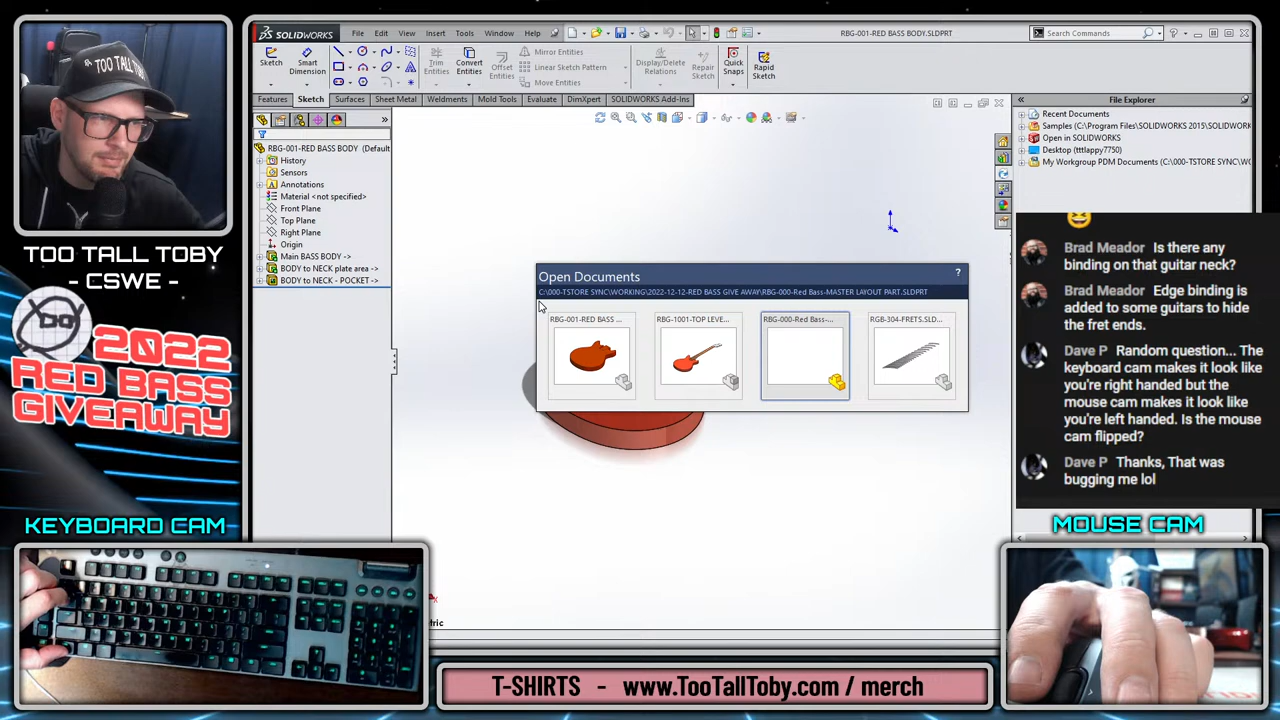 TOO TALL TOBY
TOO TALL TOBY
- CSWE -
2022
RED BASS
GIVEAWAY
KEYBOARD CAM
SOLIDWORKS
File
Edit
View
Insert
Tools
Window
Help
RBG-001-RED BASS BODY.SLDPRT
Search Commands
Sketch
Smart
Dimension
Trim
Entities
Convert
Entities
Offset
Entities
Mirror Entities
Linear Sketch Pattern
Move Entities
Display/Delete
Relations
Repair
Sketch
Quick
Snaps
Rapid
Sketch
Features
Sketch
Surfaces
Sheet Metal
Weldments
Mold Tools
Evaluate
DimXpert
SOLIDWORKS Add-Ins
RBG-001-RED BASS BODY (Default
History
Sensors
Annotations
Material <not specified>
Front Plane
Top Plane
Right Plane
Origin
Main BASS BODY ->
BODY to NECK plate area ->
BODY to NECK - POCKET ->
Open Documents
?
C:\000-TSTORE SYNC\WORKING\2022-12-12-RED BASS GIVE AWAY\RBG-000-Red Bass-MASTER LAYOUT PART.SLDPRT
RBG-001-RED BASS ...
RBG-1001-TOP LEVE...
RBG-000-Red Bass-...
RGB-304-FRETS.SLD...
File Explorer
Recent Documents
Samples (C:\Program Files\SOLIDWORKS 2015\SOLIDWORK
Open in SOLIDWORKS
Desktop (tttlappy7750)
My Workgroup PDM Documents (C:\000-TSTORE SYNC\WC
Brad Meador Is there any
binding on that guitar neck?
Brad Meador Edge binding is
added to some guitars to
hide the fret ends.
Dave P Random question... The
keyboard cam makes it look
like you're right handed but the
mouse cam makes it look like
you're left handed. Is the mouse
cam flipped?
Dave P Thanks, That was
bugging me lol
MOUSE CAM
T-SHIRTS - www.TooTallToby.com / merch